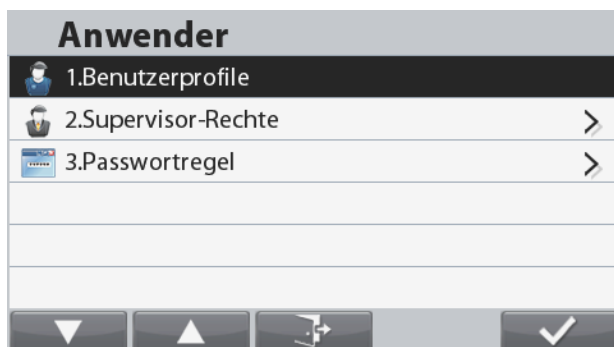 Anwender
1.Benutzerprofile
2.Supervisor-Rechte
3.Passwortregel